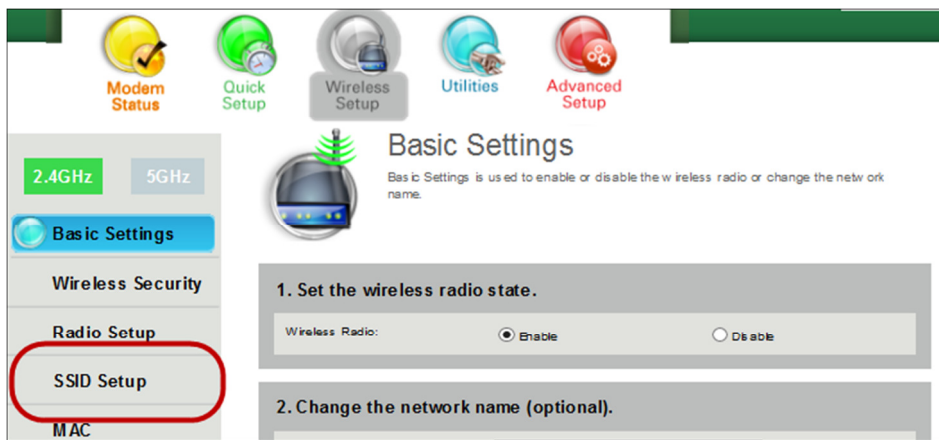 Modem Status
Quick Setup
Wireless Setup
Utilities
Advanced Setup
2.4GHz
5GHz
Basic Settings
Wireless Security
Radio Setup
SSID Setup
MAC
Basic Settings
Basic Settings is used to enable or disable the wireless radio or change the network
name.
1. Set the wireless radio state.
Wireless Radio:
Enable
Disable
2. Change the network name (optional).